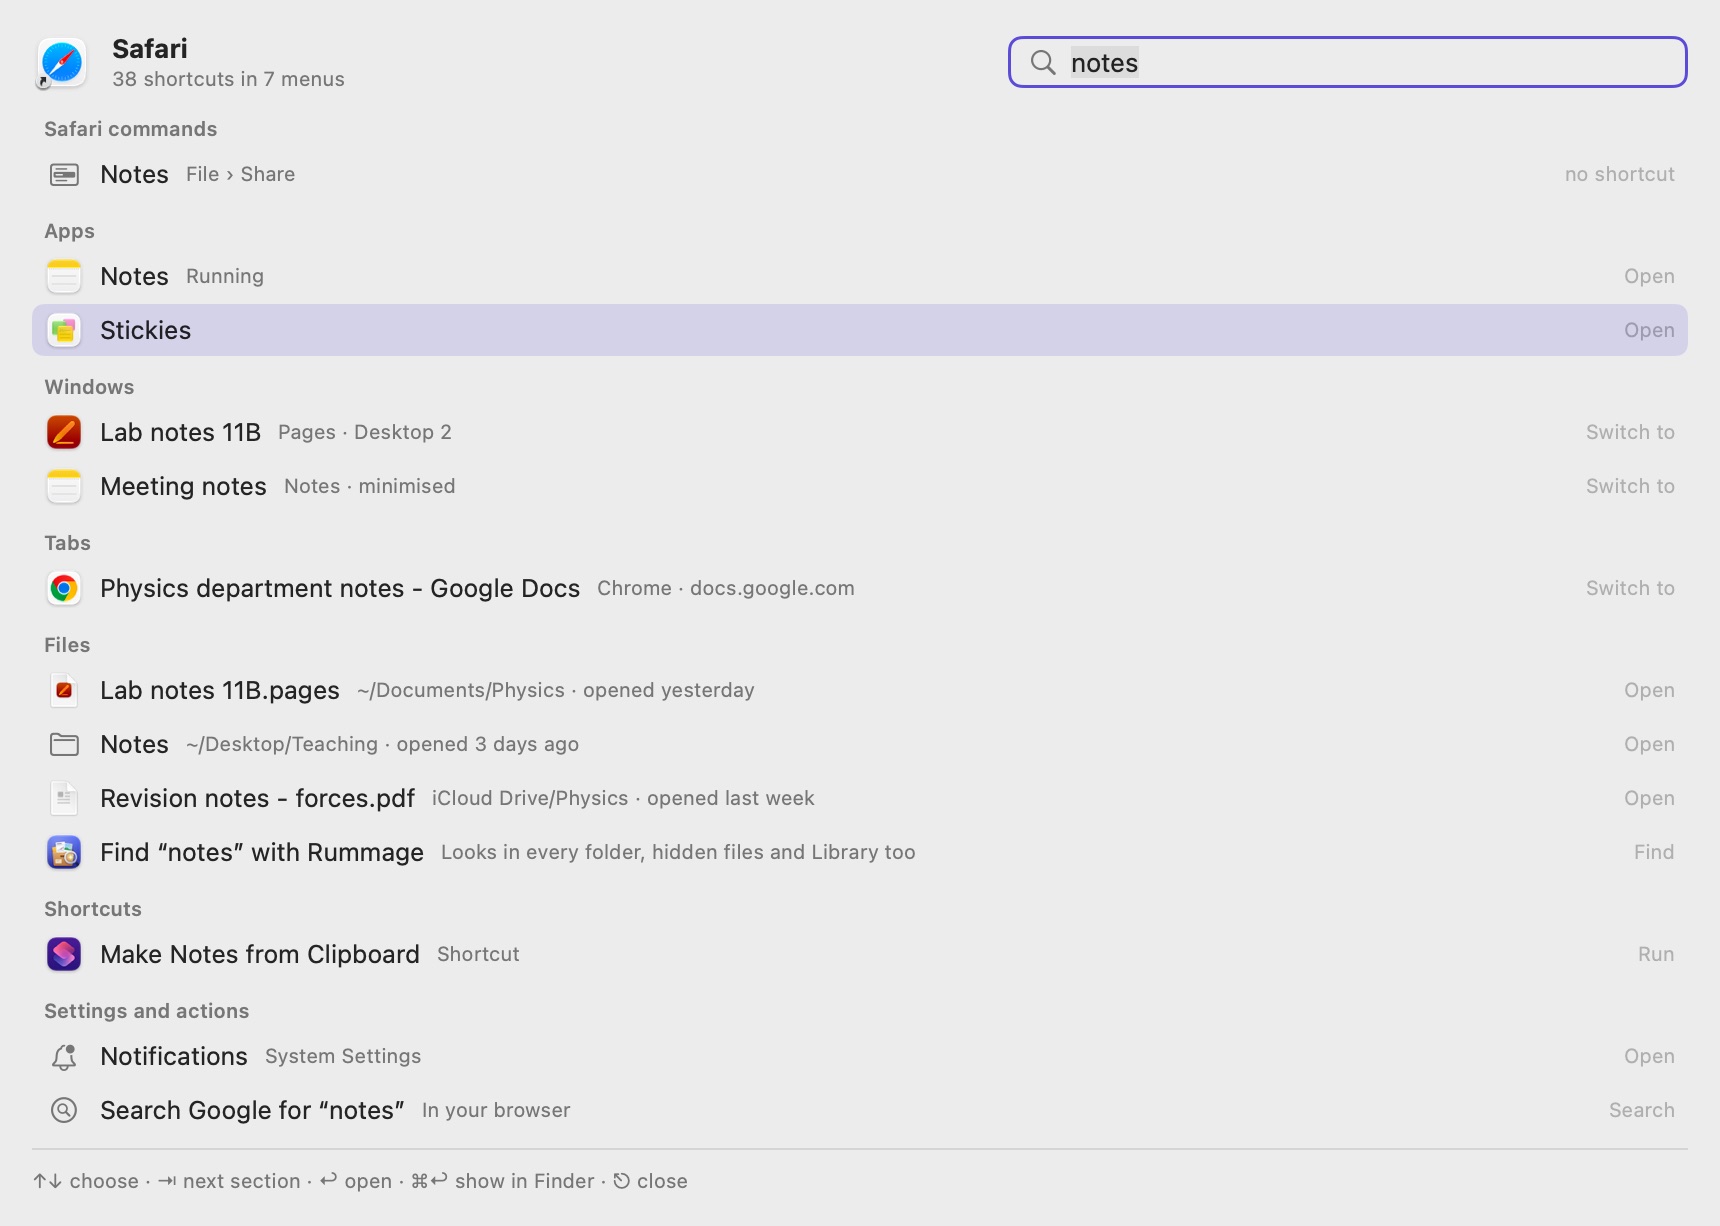 Safari
38 shortcuts in 7 menus
notes
Safari commands
Notes File › Share no shortcut
Apps
Notes Running Open
Stickies Open
Windows
Lab notes 11B Pages · Desktop 2 Switch to
Meeting notes Notes · minimised Switch to
Tabs
Physics department notes - Google Docs Chrome · docs.google.com Switch to
Files
Lab notes 11B.pages ~/Documents/Physics · opened yesterday Open
Notes ~/Desktop/Teaching · opened 3 days ago Open
Revision notes - forces.pdf iCloud Drive/Physics · opened last week Open
Find “notes” with Rummage Looks in every folder, hidden files and Library too Find
Shortcuts
Make Notes from Clipboard Shortcut Run
Settings and actions
Notifications System Settings Open
Search Google for “notes” In your browser Search
↑↓ choose · ⇥ next section · ↩ open · ⌘↩ show in Finder · ⎋ close